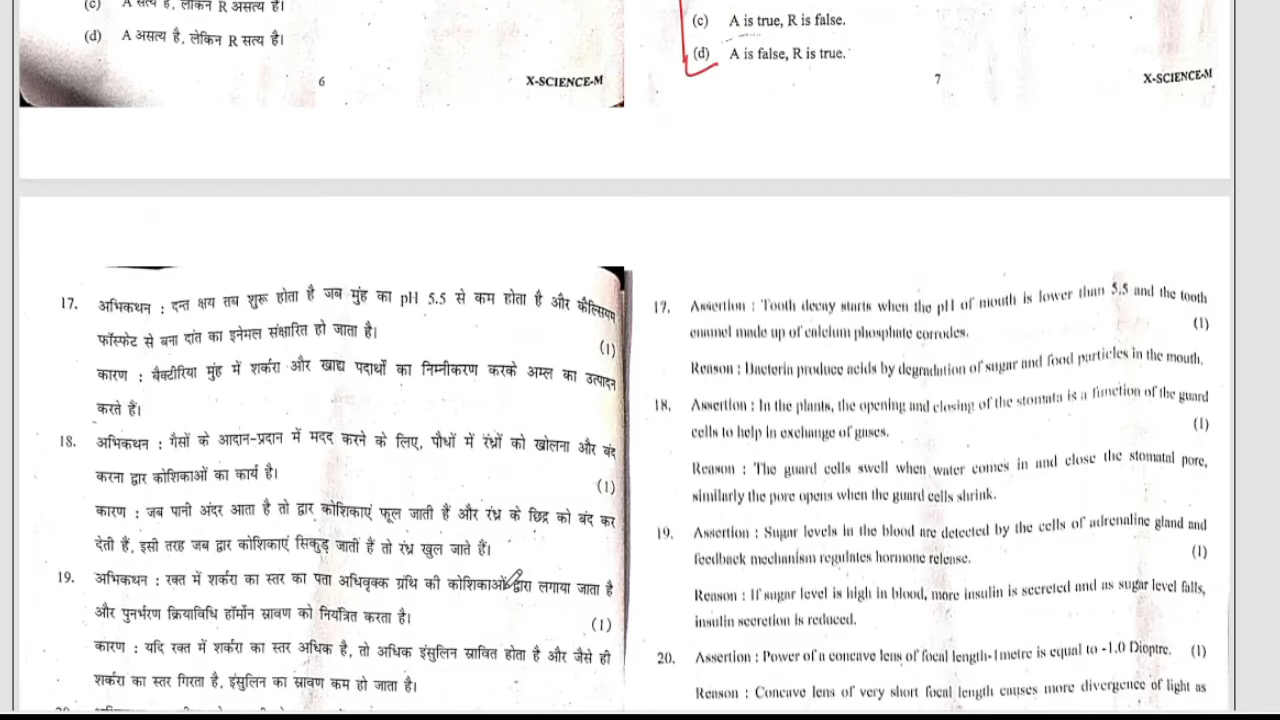 (c) A सत्य है, लेकिन R असत्य है।
(d) A असत्य है, लेकिन R सत्य है।
6 X-SCIENCE-M
(c) A is true, R is false.
(d) A is false, R is true.
7 X-SCIENCE-M
17. अभिकथन : दन्त क्षय तब शुरू होता है जब मुंह का pH 5.5 से कम होता है और कैल्सियम
फॉस्फेट से बना दांत का इनेमल संक्षारित हो जाता है। (1)
कारण : बैक्टीरिया मुंह में शर्करा और खाद्य पदार्थों का निम्नीकरण करके अम्ल का उत्पादन
करते हैं।
18. अभिकथन : गैसों के आदान-प्रदान में मदद करने के लिए, पौधों में रंध्रों को खोलना और बंद
करना द्वार कोशिकाओं का कार्य है। (1)
कारण : जब पानी अंदर आता है तो द्वार कोशिकाएं फूल जाती हैं और रंध्र के छिद्र को बंद कर
देती हैं, इसी तरह जब द्वार कोशिकाएं सिकुड़ जाती हैं तो रंध्र खुल जाते हैं।
19. अभिकथन : रक्त में शर्करा का स्तर का पता अधिवृक्क ग्रंथि की कोशिकाओं द्वारा लगाया जाता है
और पुनर्भरण क्रियाविधि हॉर्मोन स्रावण को नियंत्रित करता है। (1)
कारण : यदि रक्त में शर्करा का स्तर अधिक है, तो अधिक इंसुलिन स्रावित होता है और जैसे ही
शर्करा का स्तर गिरता है, इंसुलिन का स्रावण कम हो जाता है।
17. Assertion : Tooth decay starts when the pH of mouth is lower than 5.5 and the tooth
enamel made up of calcium phosphate corrodes. (1)
Reason : Bacteria produce acids by degradation of sugar and food particles in the mouth.
18. Assertion : In the plants, the opening and closing of the stomata is a function of the guard
cells to help in exchange of gases. (1)
Reason : The guard cells swell when water comes in and close the stomatal pore,
similarly the pore opens when the guard cells shrink.
19. Assertion : Sugar levels in the blood are detected by the cells of adrenaline gland and
feedback mechanism regulates hormone release. (1)
Reason : If sugar level is high in blood, more insulin is secreted and as sugar level falls,
insulin secretion is reduced.
20. Assertion : Power of a concave lens of focal length-1metre is equal to -1.0 Dioptre. (1)
Reason : Concave lens of very short focal length causes more divergence of light as